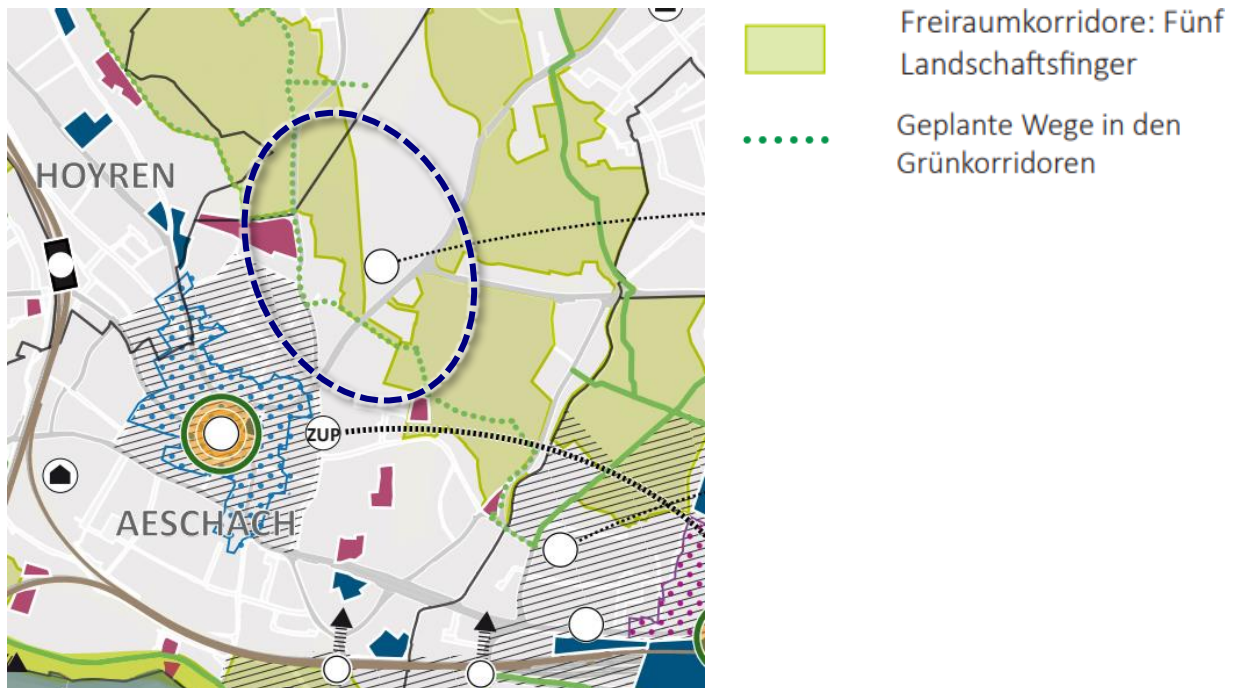 HOYREN
ZUP
AESCHACH
Freiraumkorridore: Fünf
Landschaftsfinger
Geplante Wege in den
Grünkorridoren